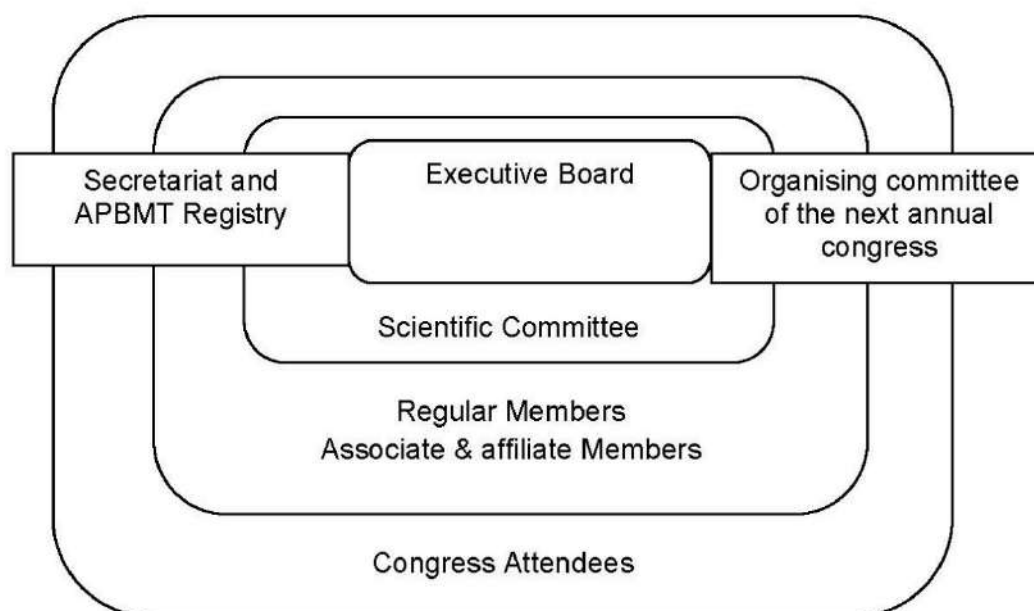 Secretariat and
APBMT Registry
Executive Board
Organising committee
of the next annual
congress
Scientific Committee
Regular Members
Associate & affiliate Members
Congress Attendees